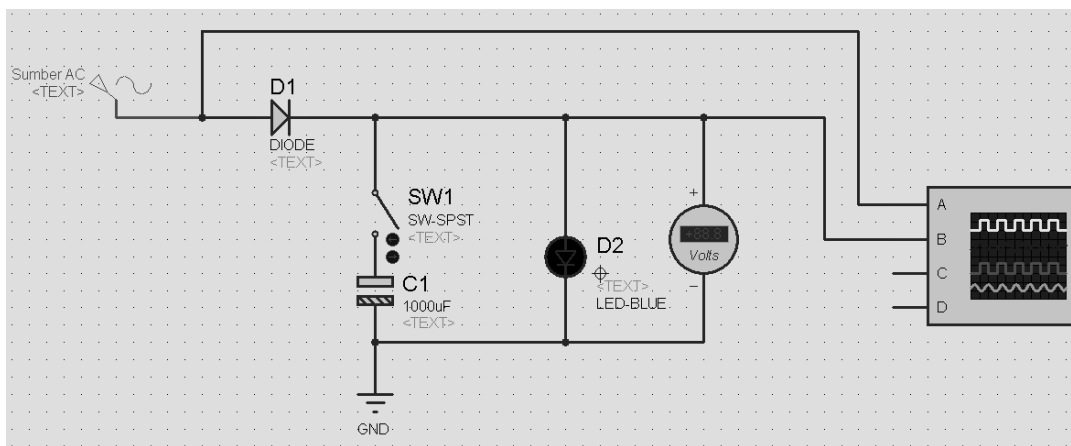 Sumber AC
<TEXT>
D1
DIODE
<TEXT>
SW1
SW-SPST
<TEXT>
C1
1000uF
<TEXT>
D2
<TEXT>
LED-BLUE
+
+88.8
Volts
−
A
B
C
D
GND